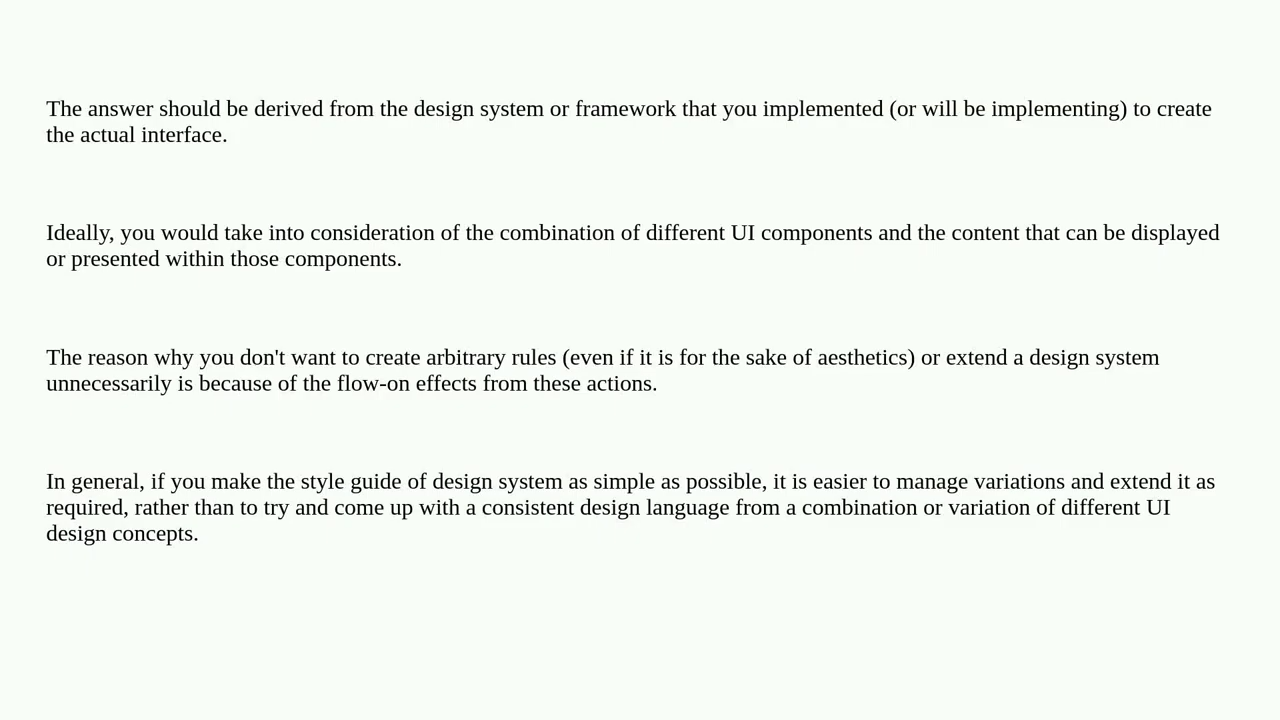 The answer should be derived from the design system or framework that you implemented (or will be implementing) to create
the actual interface.
Ideally, you would take into consideration of the combination of different UI components and the content that can be displayed
or presented within those components.
The reason why you don't want to create arbitrary rules (even if it is for the sake of aesthetics) or extend a design system
unnecessarily is because of the flow-on effects from these actions.
In general, if you make the style guide of design system as simple as possible, it is easier to manage variations and extend it as
required, rather than to try and come up with a consistent design language from a combination or variation of different UI
design concepts.